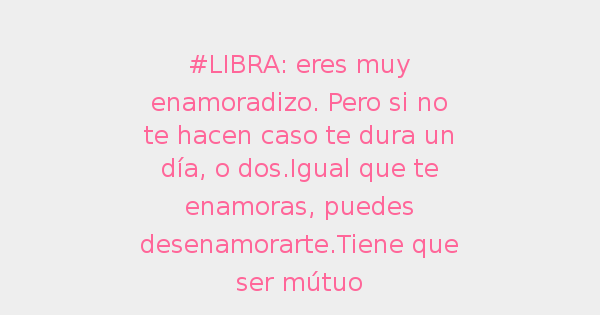 #LIBRA: eres muy
enamoradizo. Pero si no
te hacen caso te dura un
día, o dos.Igual que te
enamoras, puedes
desenamorarte.Tiene que
ser mútuo